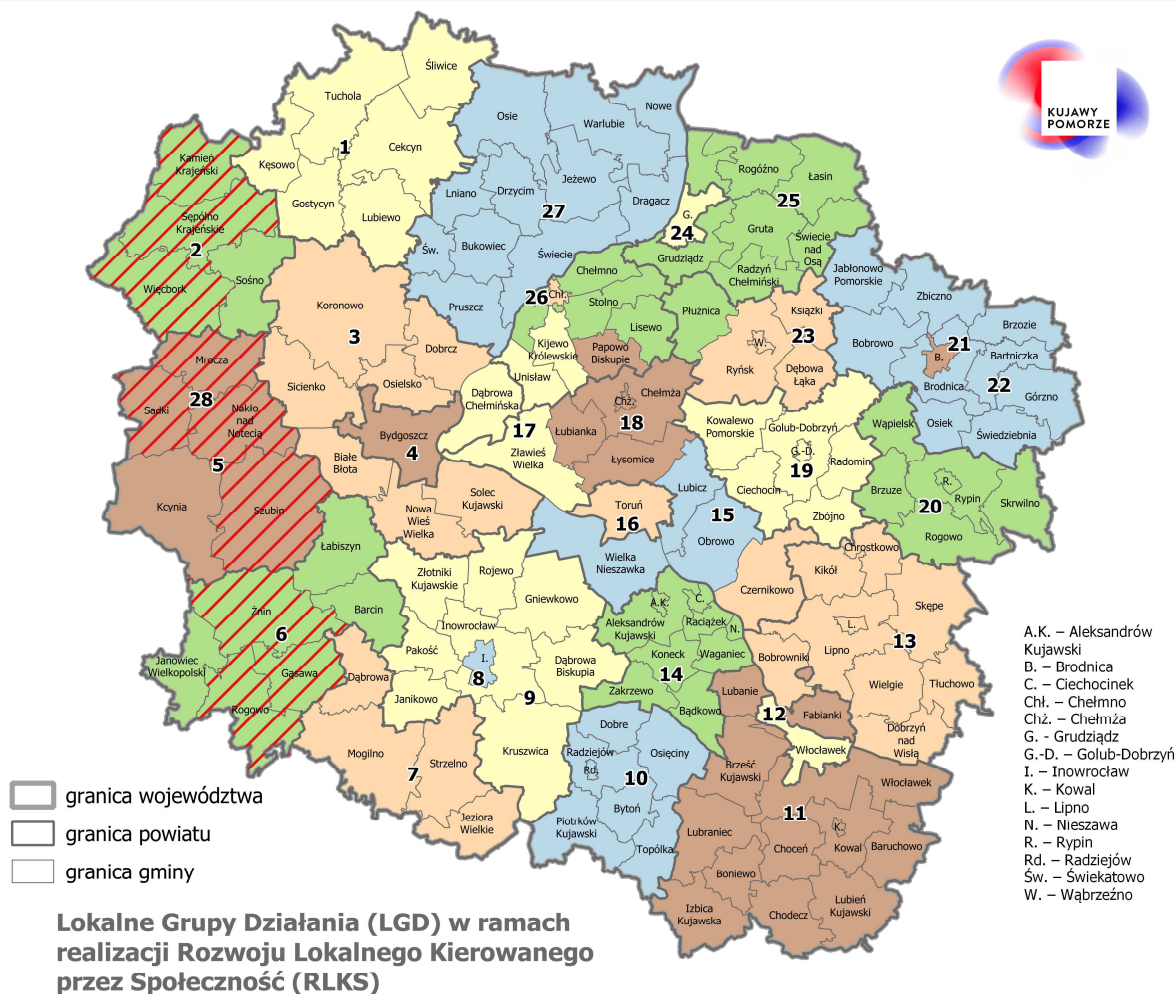 Śliwice
Tuchola
1
Cekcyn
Kęsowo
Gostycyn
Lubiewo
Osie
Nowe
Warlubie
Jeżewo
Drzycim
Lniano
27
Dragacz
Bukowiec
Św.
Świecie
Pruszcz
KUJAWY
POMORZE
Kamień
Krajeński
Sępólno
Krajeńskie
2
Więcbork
Sośno
Rogóźno
Łasin
25
G.
24
Gruta
Świecie
nad
Osą
Grudziądz
Radzyń
Chełmiński
Chełmno
26
Chł.
Stolno
Lisewo
Płużnica
Kijewo
Królewskie
Papowo
Biskupie
Unisław
Jabłonowo
Pomorskie
Zbiczno
Brzozie
21
Bobrowo
B.
Bartniczka
Brodnica
22
Górzno
Osiek
Świedziebnia
Książki
23
W.
Ryńsk
Dębowa
Łąka
Koronowo
3
Dobrcz
Sicienko
Osielsko
Bydgoszcz
4
Białe
Błota
Nowa
Wieś
Wielka
Solec
Kujawski
Mrocza
28
Sadki
Nakło
nad
Notecią
5
Kcynia
Szubin
Dąbrowa
Chełmińska
17
Zławieś
Wielka
Chełmża
Chż.
18
Łubianka
Łysomice
Kowalewo
Pomorskie
Golub-Dobrzyń
G.-D.
19
Radomin
Ciechocin
Zbójno
Wąpielsk
Brzuze
R.
Rypin
Skrwilno
20
Rogowo
Toruń
16
Lubicz
15
Obrowo
Wielka
Nieszawka
Łabiszyn
Barcin
Żnin
6
Janowiec
Wielkopolski
Gąsawa
Rogowo
Złotniki
Kujawskie
Rojewo
Gniewkowo
Inowrocław
Pakość
I.
8
Dąbrowa
Biskupia
9
Janikowo
Kruszwica
Dąbrowa
Mogilno
Strzelno
7
Jeziora
Wielkie
A.K.
C.
Aleksandrów
Kujawski
Raciążek
N.
Koneck
Waganiec
14
Zakrzewo
Bądkowo
Czernikowo
Chrostkowo
Kikół
Skępe
L.
Lipno
13
Bobrowniki
Wielgie
Tłuchowo
Dobrzyń
nad
Wisłą
Lubanie
12
Fabianki
Włocławek
Dobre
Radziejów
Osięciny
Rd.
10
Bytoń
Piotrków
Kujawski
Topólka
Brześć
Kujawski
Włocławek
11
Lubraniec
K.
Choceń
Kowal
Baruchowo
Boniewo
Izbica
Kujawska
Chodecz
Lubień
Kujawski
A.K. – Aleksandrów
Kujawski
B. – Brodnica
C. – Ciechocinek
Chł. – Chełmno
Chż. – Chełmża
G. - Grudziądz
G.-D. – Golub-Dobrzyń
I. – Inowrocław
K. – Kowal
L. – Lipno
N. – Nieszawa
R. – Rypin
Rd. – Radziejów
Św. – Świekatowo
W. – Wąbrzeźno
granica województwa
granica powiatu
granica gminy
Lokalne Grupy Działania (LGD) w ramach
realizacji Rozwoju Lokalnego Kierowanego
przez Społeczność (RLKS)